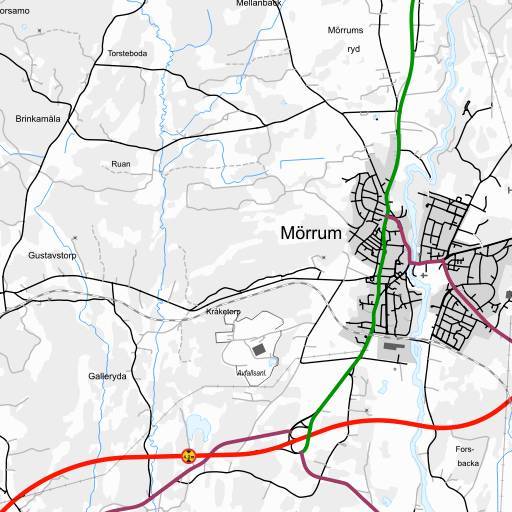 Mellanbäck
orsamo
Mörrums
ryd
Torsteboda
Brinkamåla
Ruan
Mörrum
Gustavstorp
Kråketorp
Avfallsanl.
Galleryda
Fors-
backa